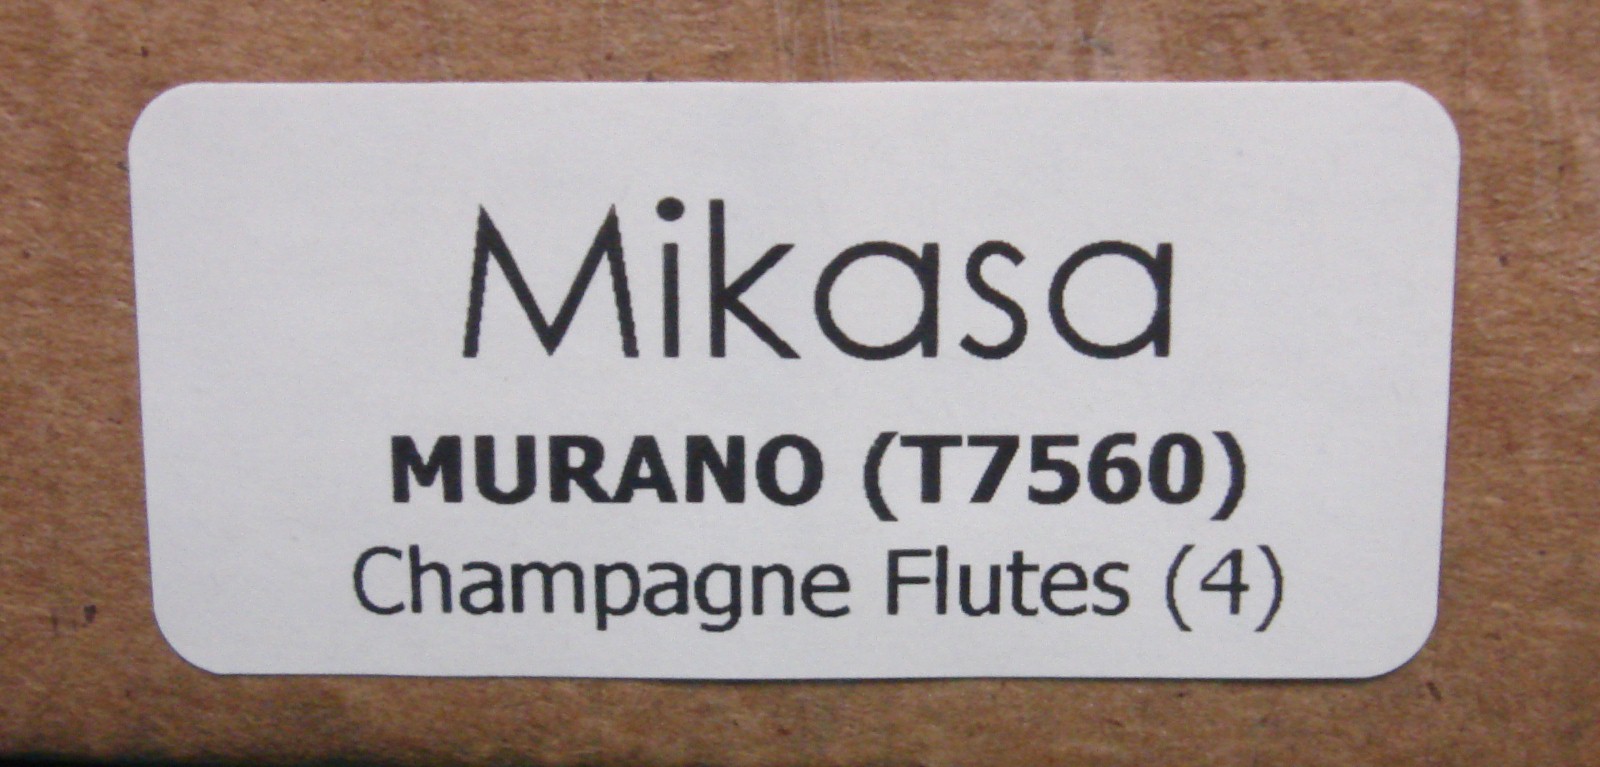 Mikasa
MURANO (T7560)
Champagne Flutes (4)